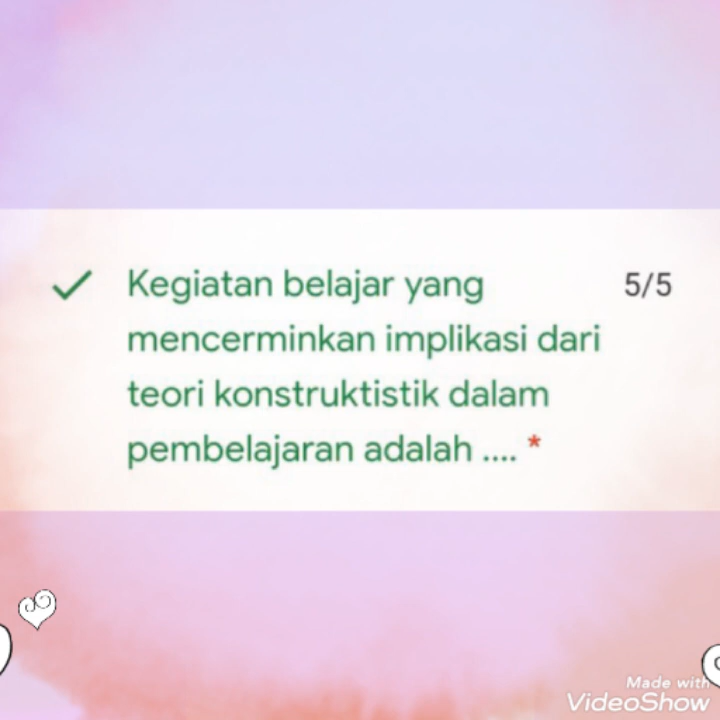 Kegiatan belajar yang 5/5
mencerminkan implikasi dari
teori konstruktistik dalam
pembelajaran adalah .... *
Made with
VideoShow